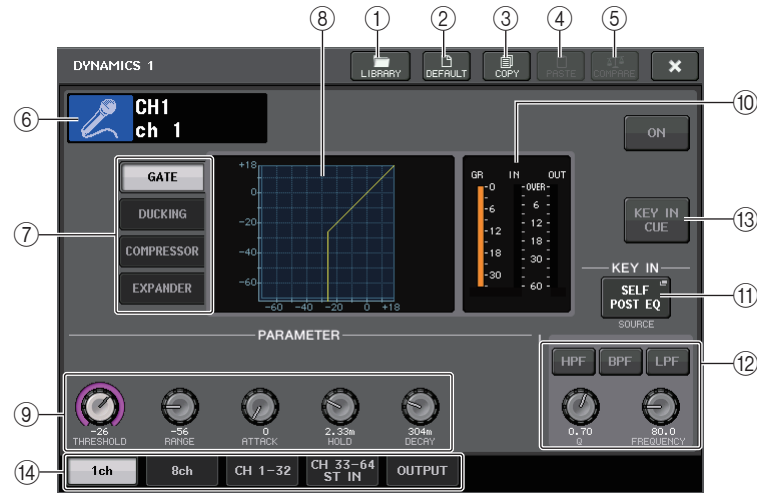 ① ② ③ ④ ⑤
DYNAMICS 1
LIBRARY DEFAULT COPY PASTE COMPARE ×
⑥
CH1
ch 1
⑧
⑩
ON
⑦
GATE
DUCKING
COMPRESSOR
EXPANDER
+18
0
-20
-40
-60
-60 -40 -20 0 +18
GR IN OUT
-0 -OVER-
-6 6
-12 12
-18 18
-30 30
60
KEY IN
CUE
⑬
KEY IN
SELF
POST EQ
⑪
SOURCE
PARAMETER
HPF BPF LPF
⑫
⑨
-26 -56 0 2.33m 304m
THRESHOLD RANGE ATTACK HOLD DECAY
0.70 80.0
Q FREQUENCY
⑭
1ch 8ch CH 1-32 CH 33-64
ST IN OUTPUT